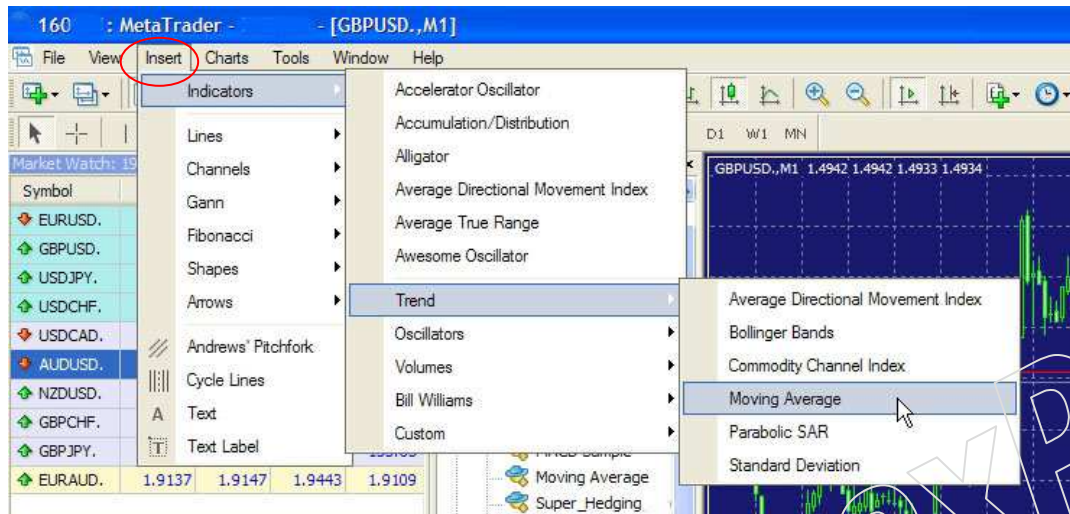 160 : MetaTrader - - [GBPUSD.,M1]
File View Insert Charts Tools Window Help
Indicators
Lines
Channels
Gann
Fibonacci
Shapes
Arrows
Andrews' Pitchfork
Cycle Lines
A Text
T Text Label
Accelerator Oscillator
Accumulation/Distribution
Alligator
Average Directional Movement Index
Average True Range
Awesome Oscillator
Trend
Oscillators
Volumes
Bill Williams
Custom
Average Directional Movement Index
Bollinger Bands
Commodity Channel Index
Moving Average
Parabolic SAR
Standard Deviation
D1 W1 MN
Market Watch: 19
Symbol
EURUSD.
GBPUSD.
USDJPY.
USDCHF.
USDCAD.
AUDUSD.
NZDUSD.
GBPCHF.
GBPJPY.
EURAUD. 1.9137 1.9147 1.9443 1.9109
GBPUSD.,M1 1.4942 1.4942 1.4933 1.4934
MACD Sample
Moving Average
Super_Hedging